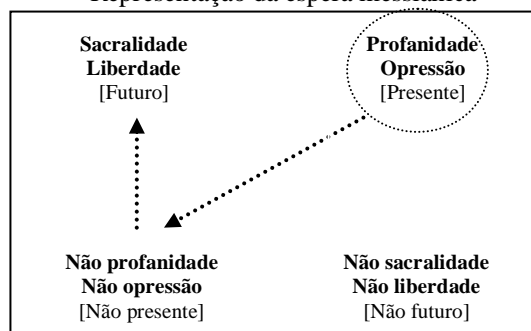 Representação da espera messiânica
Sacralidade
Liberdade
[Futuro]
Profanidade
Opressão
[Presente]
Não profanidade
Não opressão
[Não presente]
Não sacralidade
Não liberdade
[Não futuro]